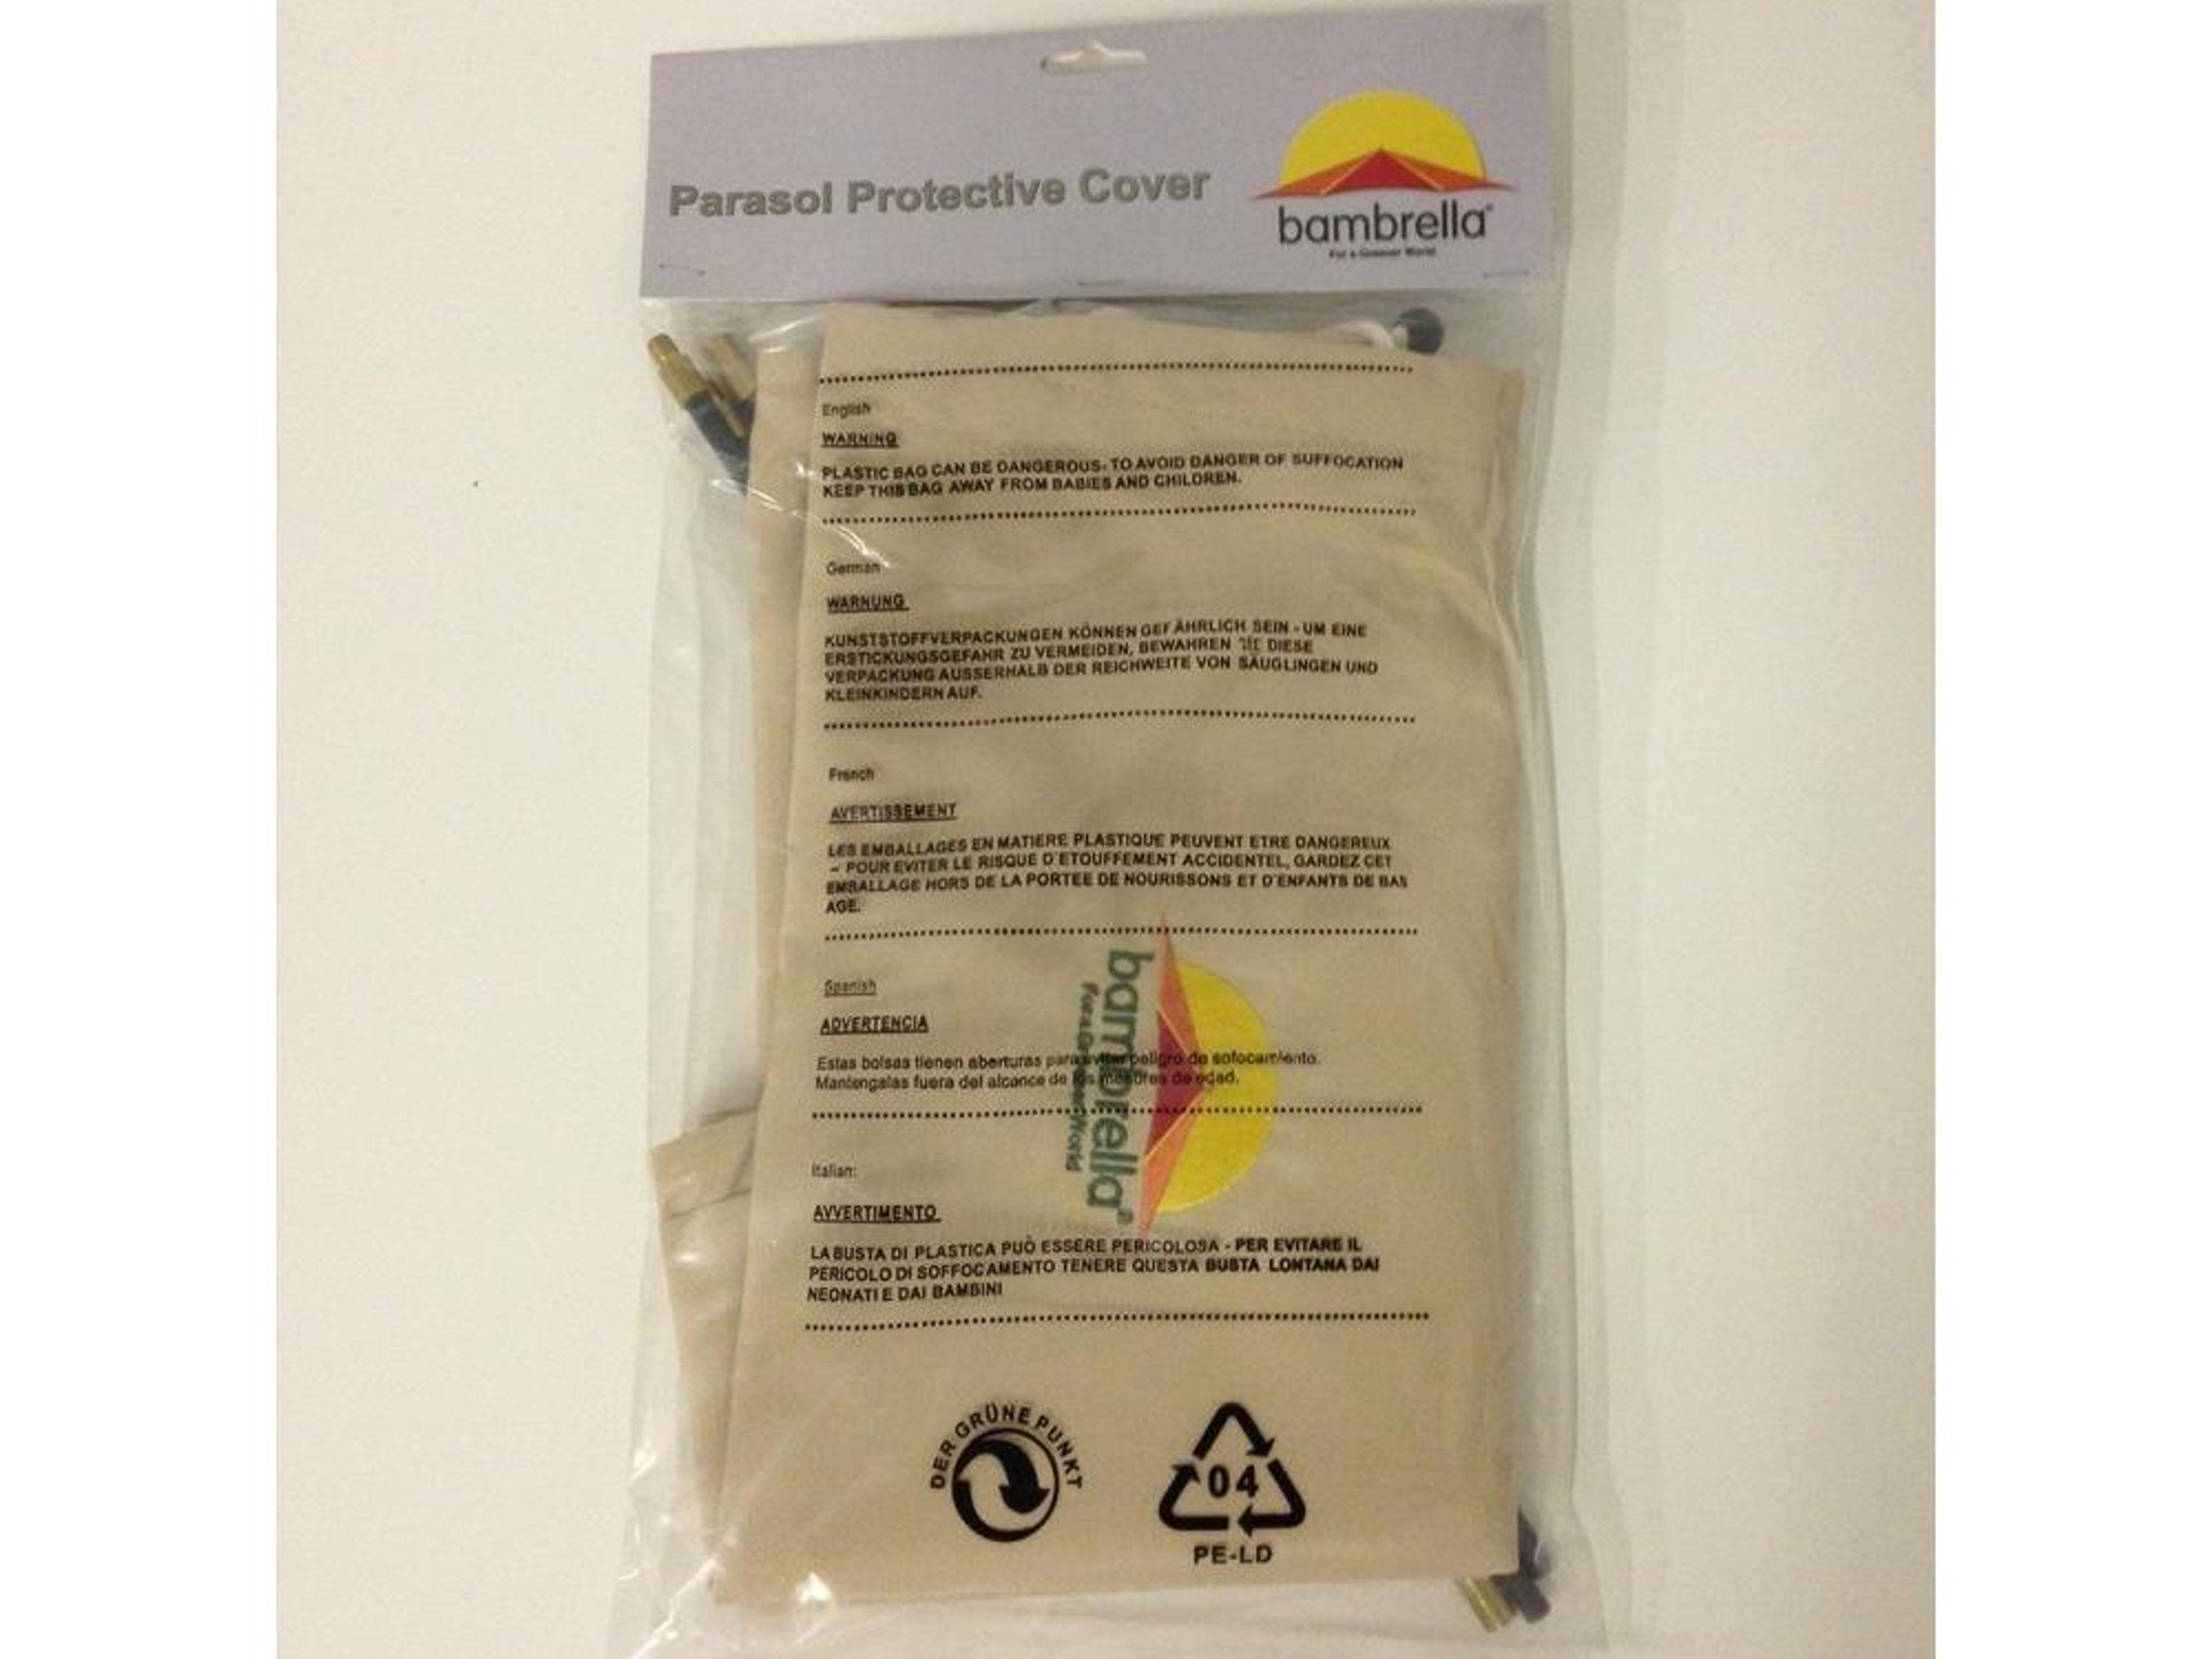 Parasol Protective Cover
bambrella®
For a Greener World
English
WARNING
PLASTIC BAG CAN BE DANGEROUS. TO AVOID DANGER OF SUFFOCATION
KEEP THIS BAG AWAY FROM BABIES AND CHILDREN.
German
WARNUNG
KUNSTSTOFFVERPACKUNGEN KÖNNEN GEFÄHRLICH SEIN - UM EINE
ERSTICKUNGSGEFAHR ZU VERMEIDEN, BEWAHREN DIESE
VERPACKUNG AUSSERHALB DER REICHWEITE VON SÄUGLINGEN UND
KLEINKINDERN AUF.
French
AVERTISSEMENT
LES EMBALLAGES EN MATIERE PLASTIQUE PEUVENT ETRE DANGEREUX
– POUR EVITER LE RISQUE D'ETOUFFEMENT ACCIDENTEL, GARDEZ CET
EMBALLAGE HORS DE LA PORTEE DE NOURISSONS ET D'ENFANTS DE BAS
AGE.
Spanish
ADVERTENCIA
Estas bolsas tienen aberturas para evitar peligro de sofocamiento.
Mantengalas fuera del alcance de los menores de edad.
bambrella®
For a Greener World
Italian:
AVVERTIMENTO
LA BUSTA DI PLASTICA PUÒ ESSERE PERICOLOSA - PER EVITARE IL
PERICOLO DI SOFFOCAMENTO TENERE QUESTA BUSTA LONTANA DAI
NEONATI E DAI BAMBINI
DER GRÜNE PUNKT
04
PE-LD